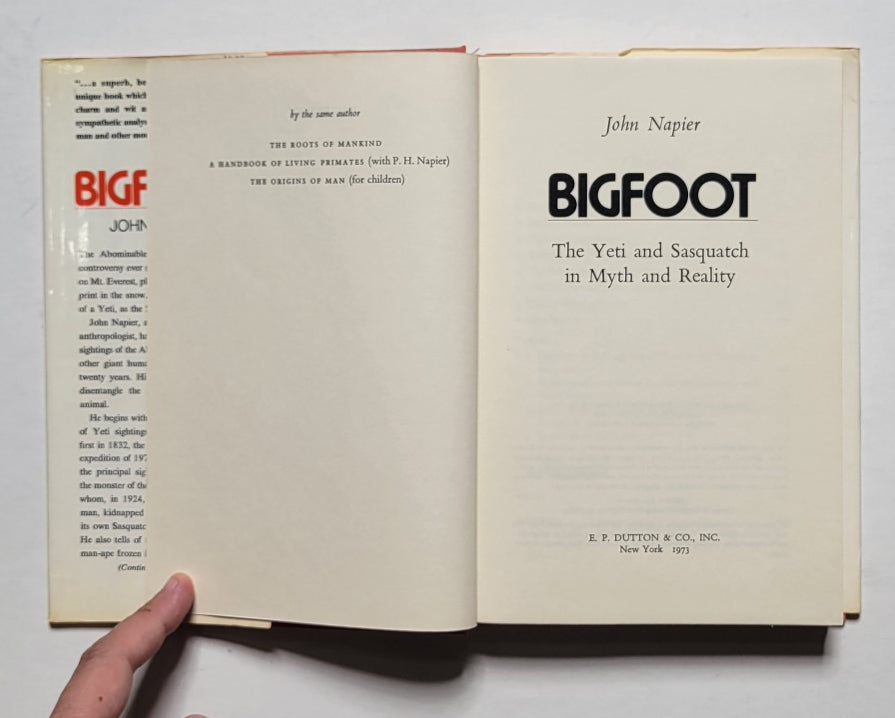 "... a superb, be
unique book which
charm and wit a
sympathetic analys
man and other mon
BIGF
JOHN
The Abominable
controversy over
on Mt. Everest, pl
print in the snow.
of a Yeti, as the
John Napier, a
anthropologist, ha
sightings of the A
other giant huma
twenty years. Hi
disentangle the
animal.
He begins with
of Yeti sightings
first in 1832, the
expedition of 197
the principal sig
the monster of the
whom, in 1924,
man, kidnapped
its own Sasquatc
He also tells of
man-ape frozen i
(Contin
by the same author
THE ROOTS OF MANKIND
A HANDBOOK OF LIVING PRIMATES (with P. H. Napier)
THE ORIGINS OF MAN (for children)
John Napier
BIGFOOT
The Yeti and Sasquatch
in Myth and Reality
E. P. DUTTON & CO., INC.
New York 1973